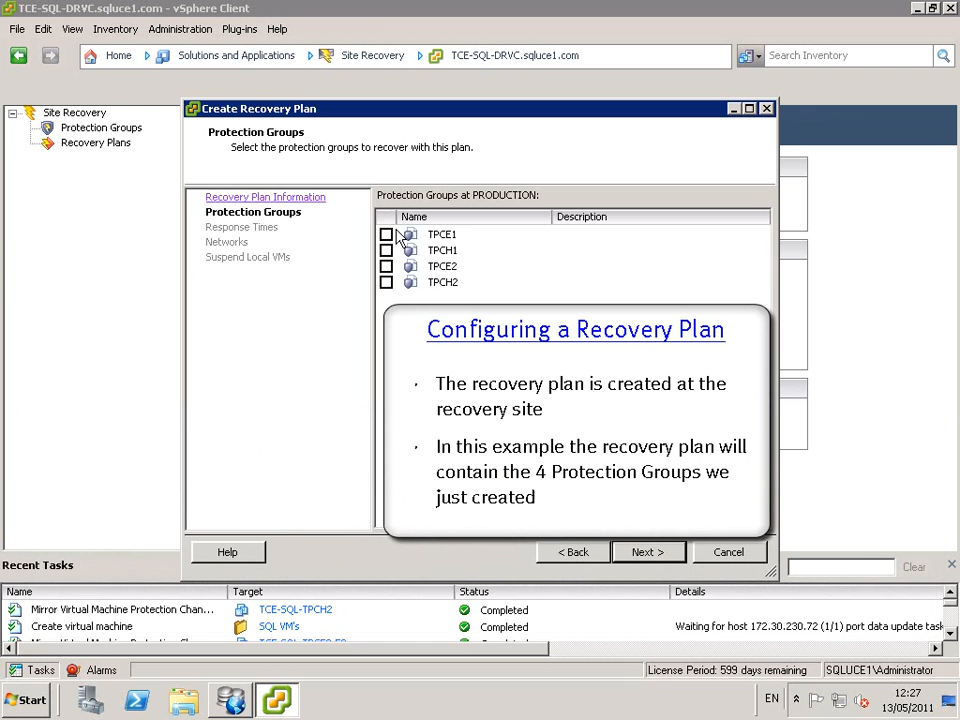 TCE-SQL-DRVC.sqluce1.com - vSphere Client
File Edit View Inventory Administration Plug-ins Help
Home Solutions and Applications Site Recovery TCE-SQL-DRVC.sqluce1.com Search Inventory
Site Recovery
Protection Groups
Recovery Plans
Create Recovery Plan
Protection Groups
Select the protection groups to recover with this plan.
Recovery Plan Information
Protection Groups
Response Times
Networks
Suspend Local VMs
Protection Groups at PRODUCTION:
Name Description
TPCE1
TPCH1
TPCE2
TPCH2
Configuring a Recovery Plan
· The recovery plan is created at the
recovery site
· In this example the recovery plan will
contain the 4 Protection Groups we
just created
Help < Back Next > Cancel
Recent Tasks Clear
Name Target Status Details
Mirror Virtual Machine Protection Chan... TCE-SQL-TPCH2 Completed
Create virtual machine SQL VM's Completed Waiting for host 172.30.230.72 (1/1) port data update task
Tasks Alarms License Period: 599 days remaining SQLUCE1\Administrator
Start EN 12:27
13/05/2011